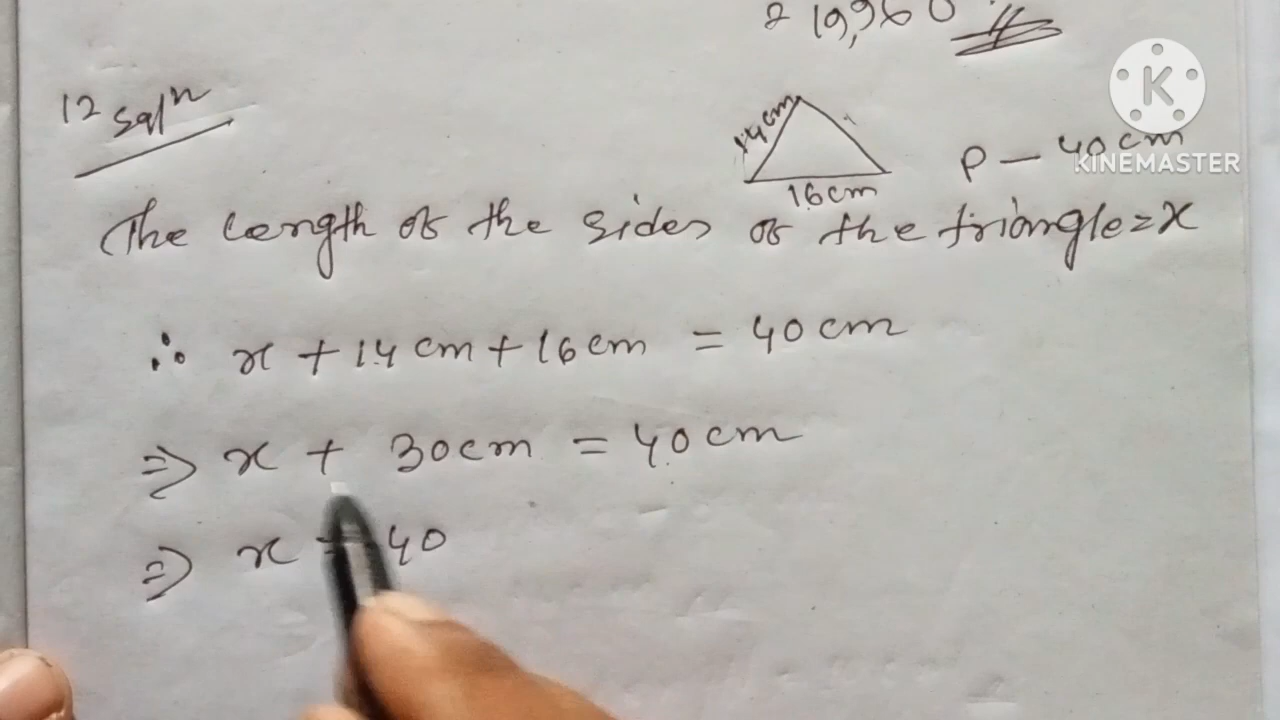 = 19,960
12 Solⁿ
14cm
16cm
P - 40cm
K
KINEMASTER
The length of the sides of the triangle = x
∴ x + 14 cm + 16 cm = 40 cm
⇒ x + 30cm = 40cm
⇒ x = 40